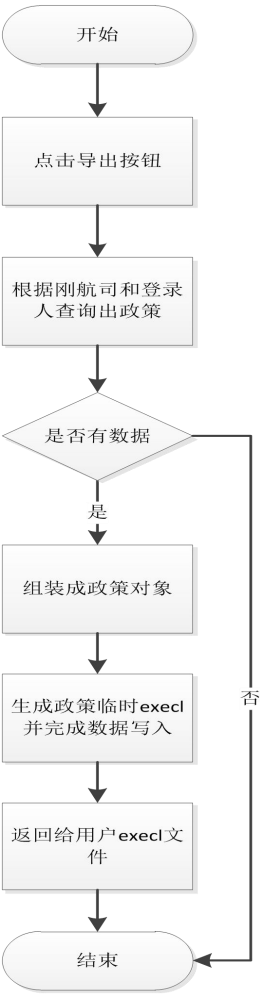 开始
点击导出按钮
根据刚航司和登录
人查询出政策
是否有数据
是
组装成政策对象
否
生成政策临时execl
并完成数据写入
返回给用户execl文
件
结束